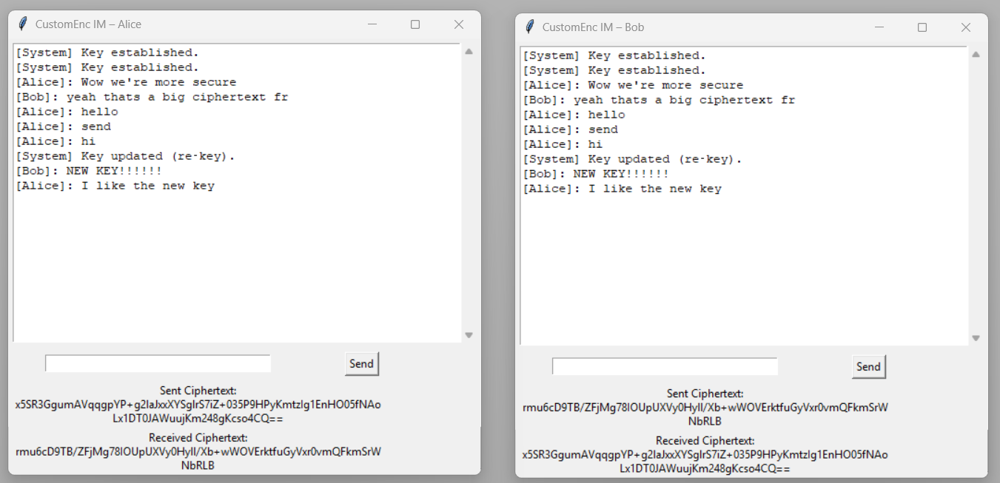 CustomEnc IM – Alice
[System] Key established.
[System] Key established.
[Alice]: Wow we're more secure
[Bob]: yeah thats a big ciphertext fr
[Alice]: hello
[Alice]: send
[Alice]: hi
[System] Key updated (re-key).
[Bob]: NEW KEY!!!!!!
[Alice]: I like the new key
Send
Sent Ciphertext:
x5SR3GgumAVqqgpYP+g2IaJxxXYSgIrS7iZ+035P9HPyKmtzlg1EnHO05fNAo
Lx1DT0JAWuujKm248gKcso4CQ==
Received Ciphertext:
rmu6cD9TB/ZFjMg78lOUpUXVy0HyIl/Xb+wWOVErktfuGyVxr0vmQFkmSrW
NbRLB
CustomEnc IM – Bob
[System] Key established.
[System] Key established.
[Alice]: Wow we're more secure
[Bob]: yeah thats a big ciphertext fr
[Alice]: hello
[Alice]: send
[Alice]: hi
[System] Key updated (re-key).
[Bob]: NEW KEY!!!!!!
[Alice]: I like the new key
Send
Sent Ciphertext:
rmu6cD9TB/ZFjMg78lOUpUXVy0HyIl/Xb+wWOVErktfuGyVxr0vmQFkmSrW
NbRLB
Received Ciphertext:
x5SR3GgumAVqqgpYP+g2IaJxxXYSgIrS7iZ+035P9HPyKmtzlg1EnHO05fNAo
Lx1DT0JAWuujKm248gKcso4CQ==